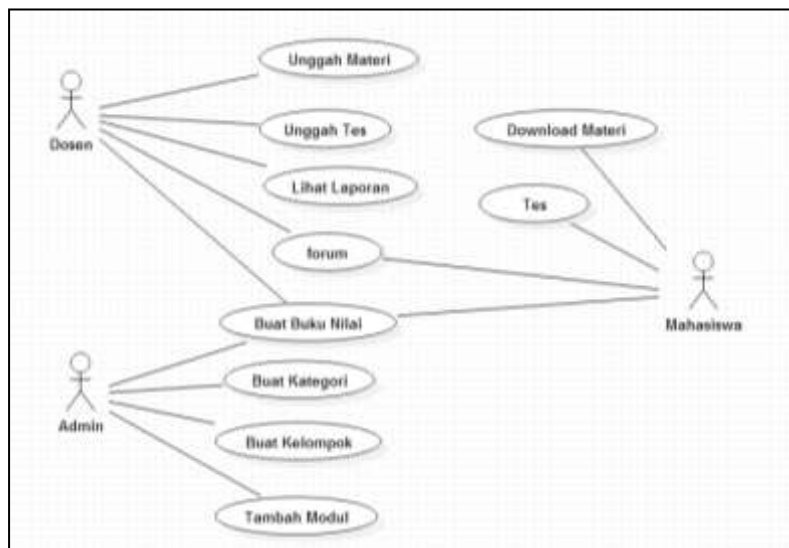 Unggah Materi
Dosen
Unggah Tes
Download Materi
Lihat Laporan
Tes
forum
Mahasiswa
Buat Buku Nilai
Admin
Buat Kategori
Buat Kelompok
Tambah Modul